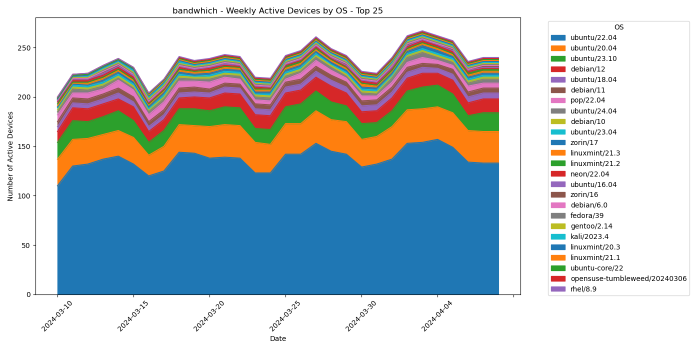 bandwhich - Weekly Active Devices by OS - Top 25
Number of Active Devices
250
200
150
100
50
0
2024-03-10
2024-03-15
2024-03-20
2024-03-25
2024-03-30
2024-04-04
Date
OS
ubuntu/22.04
ubuntu/20.04
ubuntu/23.10
debian/12
ubuntu/18.04
debian/11
pop/22.04
ubuntu/24.04
debian/10
ubuntu/23.04
zorin/17
linuxmint/21.3
linuxmint/21.2
neon/22.04
ubuntu/16.04
zorin/16
debian/6.0
fedora/39
gentoo/2.14
kali/2023.4
linuxmint/20.3
linuxmint/21.1
ubuntu-core/22
opensuse-tumbleweed/20240306
rhel/8.9